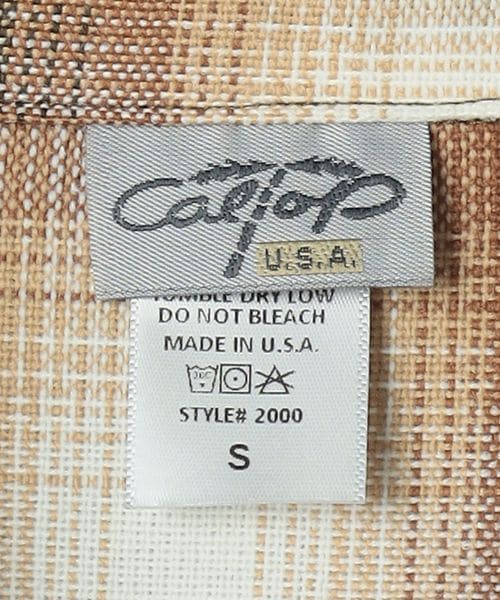 CalTop
U.S.A.
TUMBLE DRY LOW
DO NOT BLEACH
MADE IN U.S.A.
STYLE# 2000
S